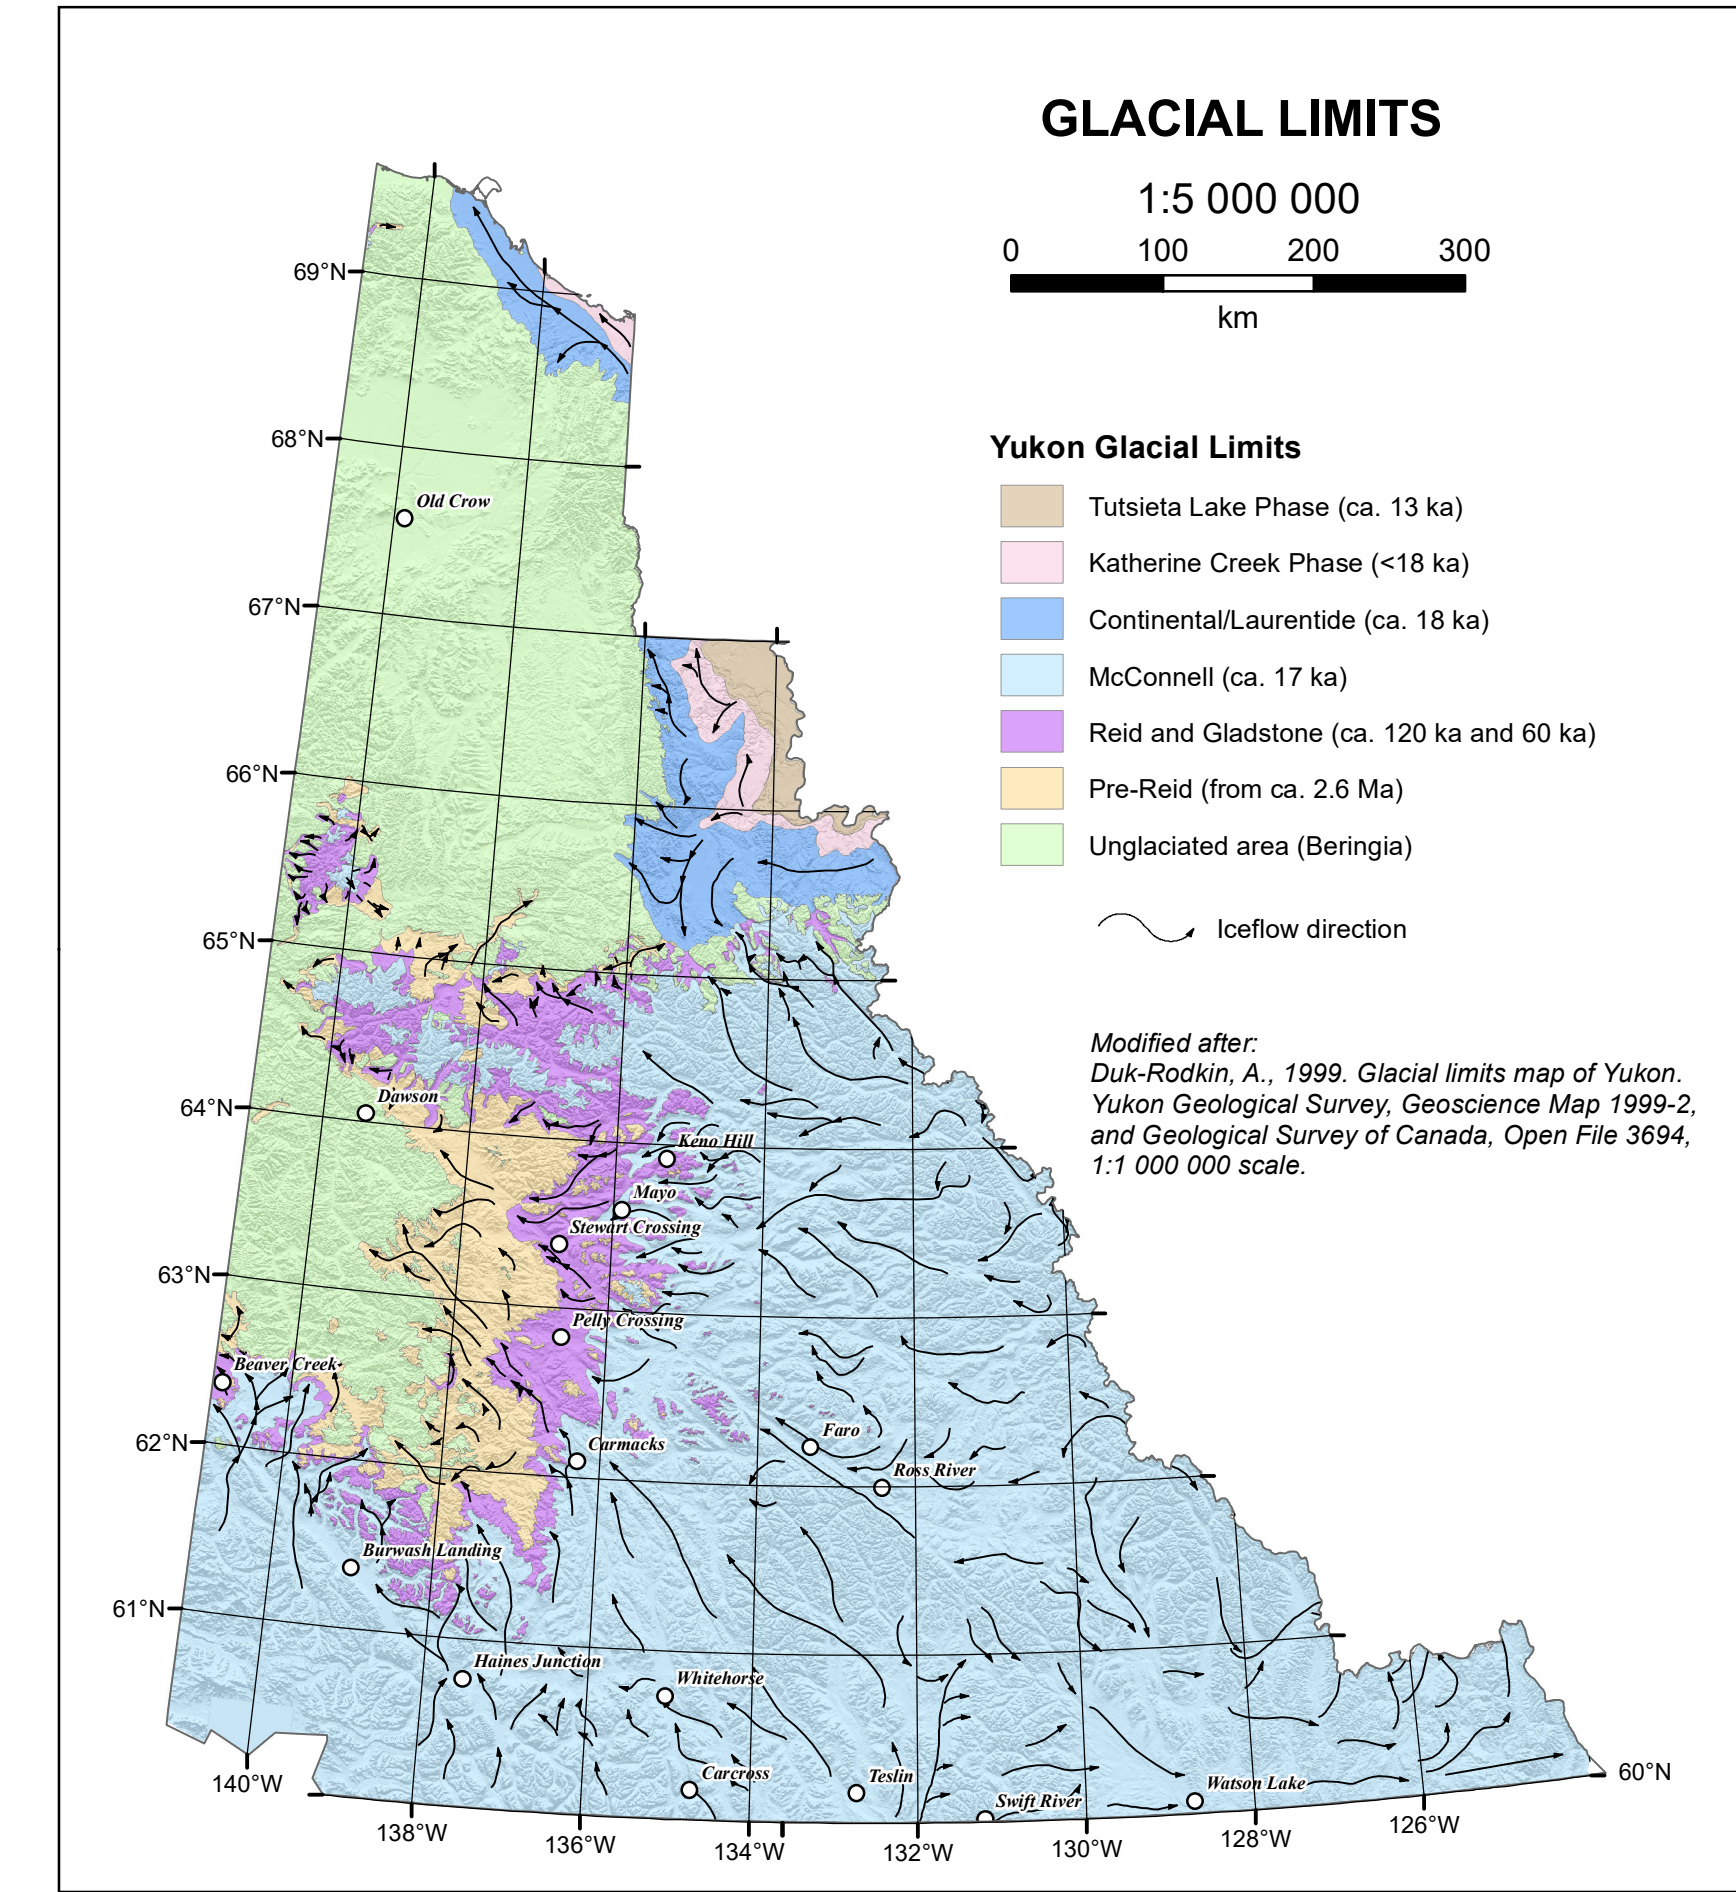 GLACIAL LIMITS
1:5 000 000
0 100 200 300
km
69°N
68°N
Yukon Glacial Limits
Old Crow
Tutsieta Lake Phase (ca. 13 ka)
Katherine Creek Phase (<18 ka)
67°N
Continental/Laurentide (ca. 18 ka)
McConnell (ca. 17 ka)
Reid and Gladstone (ca. 120 ka and 60 ka)
66°N
Pre-Reid (from ca. 2.6 Ma)
Unglaciated area (Beringia)
Iceflow direction
65°N
Modified after:
Duk-Rodkin, A., 1999. Glacial limits map of Yukon.
Yukon Geological Survey, Geoscience Map 1999-2,
and Geological Survey of Canada, Open File 3694,
1:1 000 000 scale.
Dawson
64°N
Keno Hill
Mayo
Stewart Crossing
63°N
Pelly Crossing
Beaver Creek
62°N
Faro
Carmacks
Ross River
Burwash Landing
61°N
Haines Junction
Whitehorse
Carcross
Teslin
Swift River
Watson Lake
60°N
140°W
138°W
136°W
134°W
132°W
130°W
128°W
126°W